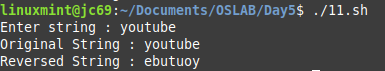 linuxmint@jc69:~/Documents/OSLAB/Day5$ ./11.sh
Enter string : youtube
Original String : youtube
Reversed String : ebutuoy